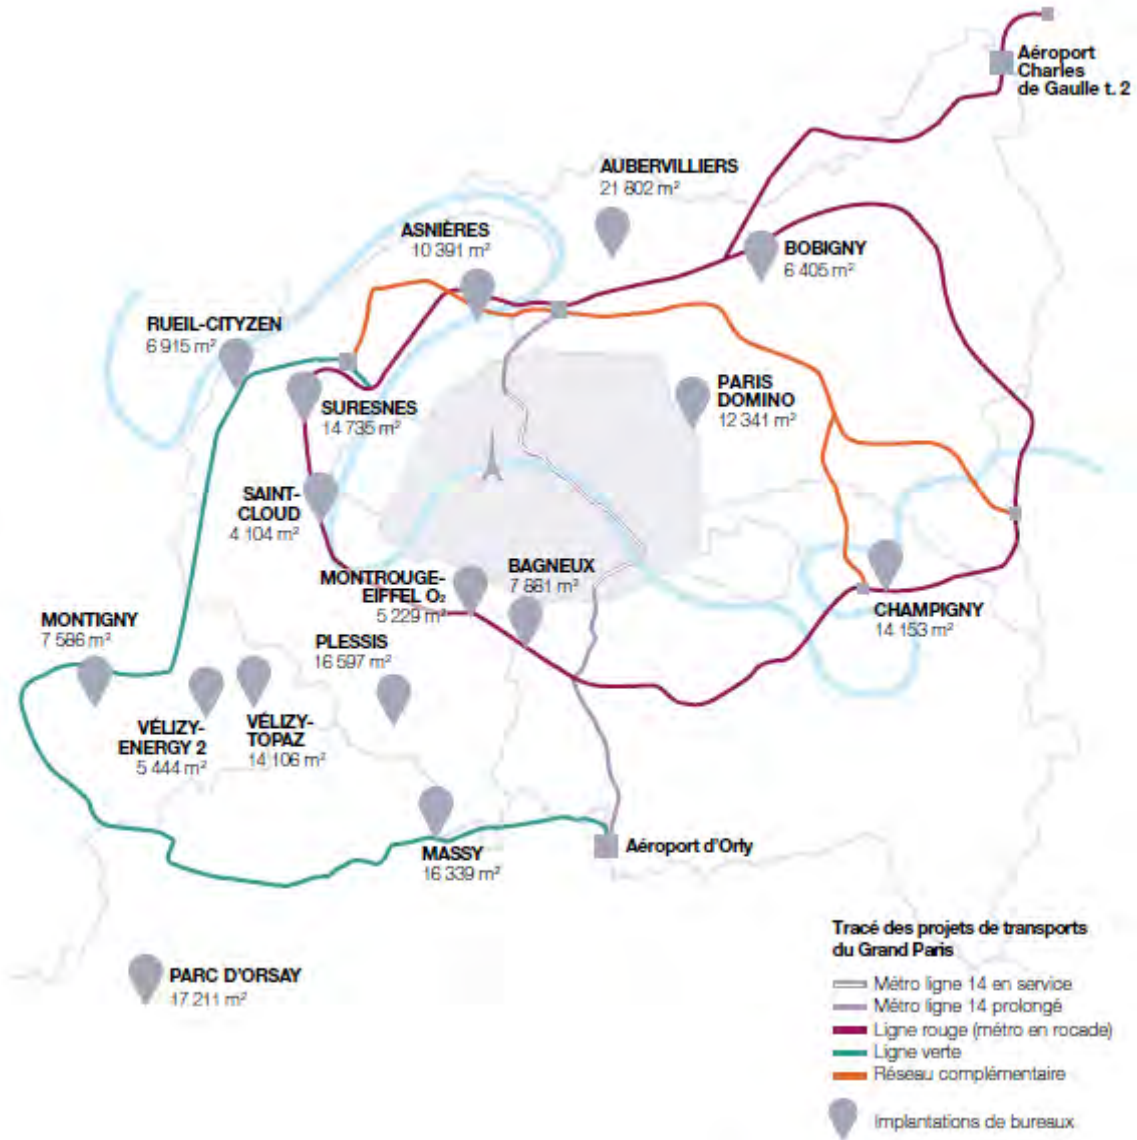 Aéroport
Charles
de Gaulle t. 2
AUBERVILLIERS
21 802 m²
ASNIÈRES
10 391 m²
BOBIGNY
6 405 m²
RUEIL-CITYZEN
6 915 m²
SURESNES
14 735 m²
PARIS
DOMINO
12 341 m²
SAINT-
CLOUD
4 104 m²
MONTROUGE-
EIFFEL O₂
5 229 m²
BAGNEUX
7 881 m²
CHAMPIGNY
14 153 m²
MONTIGNY
7 586 m²
PLESSIS
16 597 m²
VÉLIZY-
ENERGY 2
5 444 m²
VÉLIZY-
TOPAZ
14 106 m²
MASSY
16 339 m²
Aéroport d'Orly
PARC D'ORSAY
17 211 m²
Tracé des projets de transports
du Grand Paris
Métro ligne 14 en service
Métro ligne 14 prolongé
Ligne rouge (métro en rocade)
Ligne verte
Réseau complémentaire
Implantations de bureaux